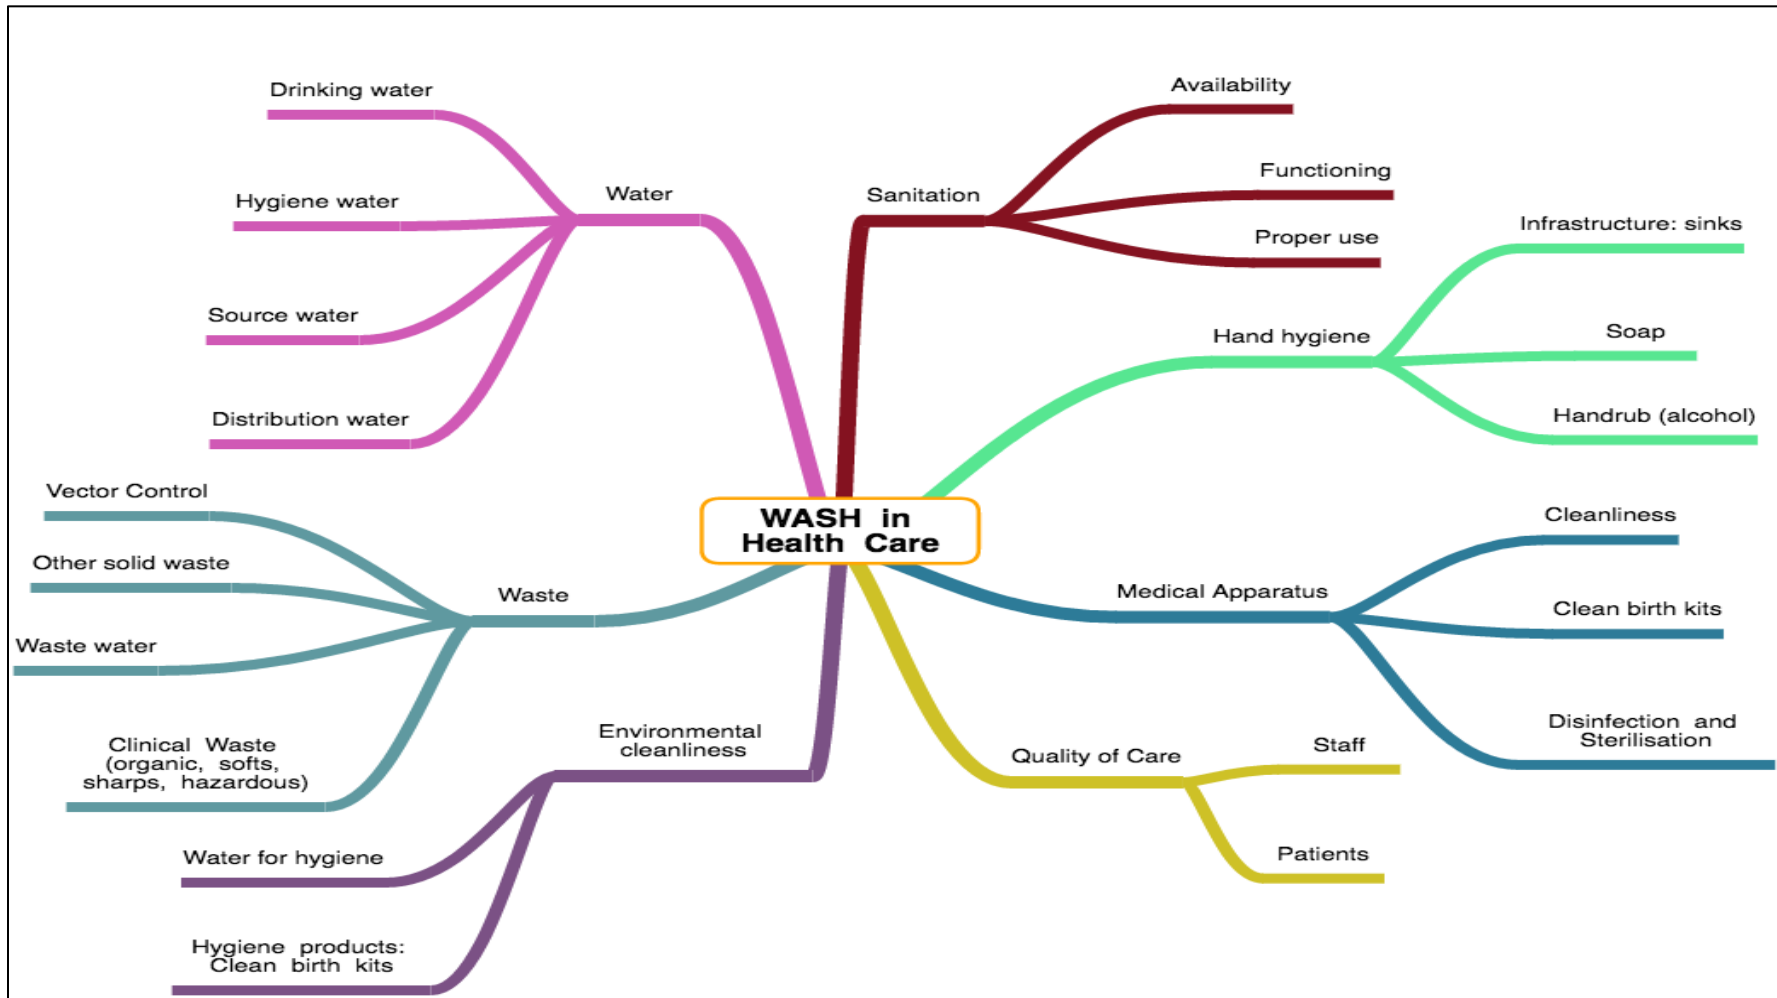 WASH in
Health Care
Water
Drinking water
Hygiene water
Source water
Distribution water
Sanitation
Availability
Functioning
Proper use
Hand hygiene
Infrastructure: sinks
Soap
Handrub (alcohol)
Medical Apparatus
Cleanliness
Clean birth kits
Disinfection and
Sterilisation
Quality of Care
Staff
Patients
Environmental
cleanliness
Water for hygiene
Hygiene products:
Clean birth kits
Waste
Vector Control
Other solid waste
Waste water
Clinical Waste
(organic, softs,
sharps, hazardous)